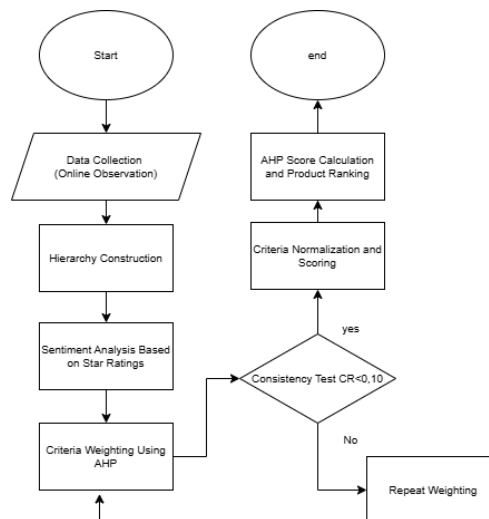 Start
Data Collection
(Online Observation)
Hierarchy Construction
Sentiment Analysis Based
on Star Ratings
Criteria Weighting Using
AHP
Consistency Test CR<0,10
yes
No
Repeat Weighting
Criteria Normalization and
Scoring
AHP Score Calculation
and Product Ranking
end